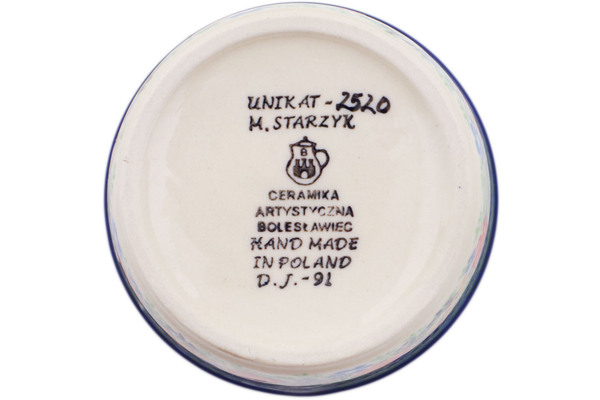 UNIKAT-2520
M. STARZYK
B
CERAMIKA
ARTYSTYCZNA
BOLESŁAWIEC
HAND MADE
IN POLAND
D.J.-91